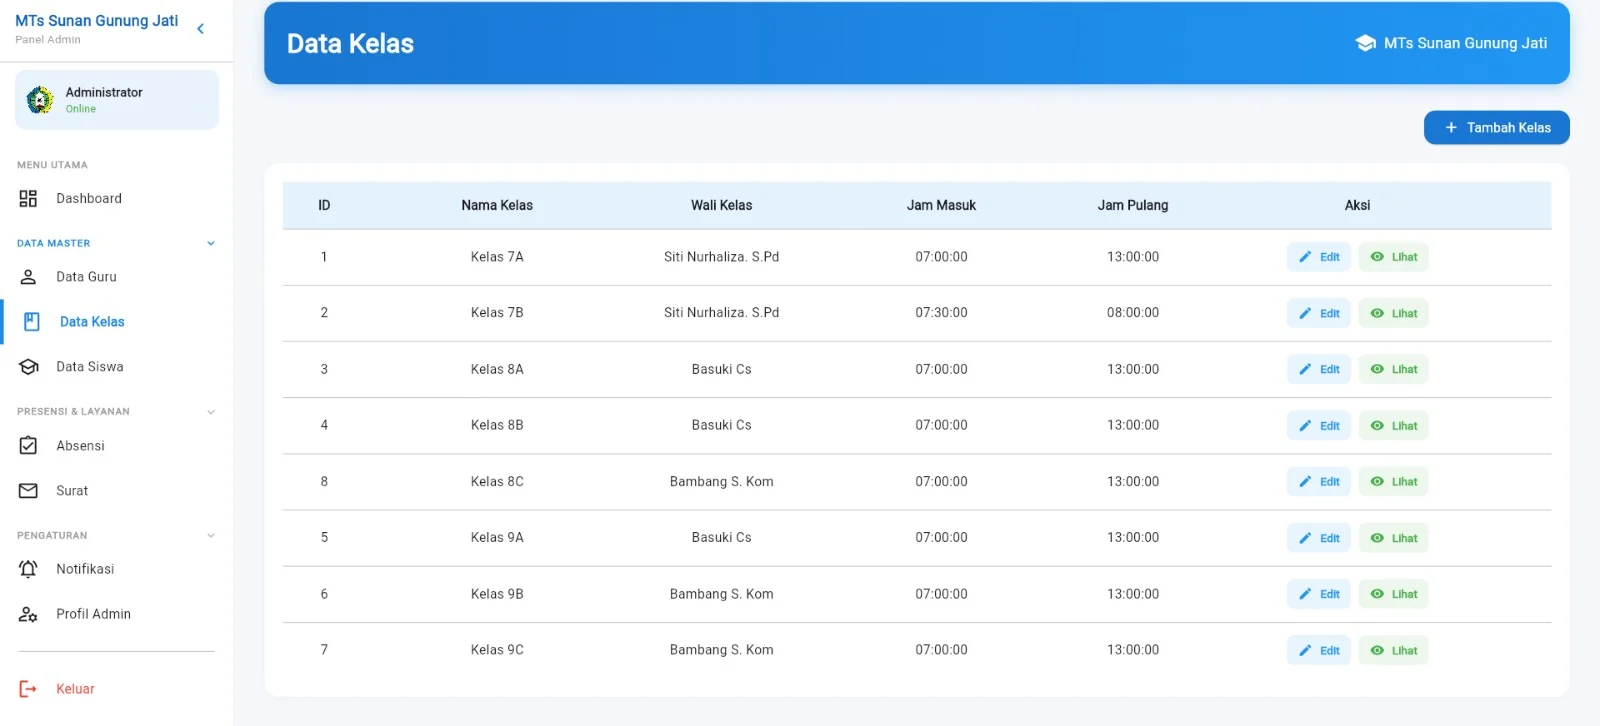 MTs Sunan Gunung Jati
Panel Admin
Administrator
Online
MENU UTAMA
Dashboard
DATA MASTER
Data Guru
Data Kelas
Data Siswa
PRESENSI & LAYANAN
Absensi
Surat
PENGATURAN
Notifikasi
Profil Admin
Keluar
Data Kelas
MTs Sunan Gunung Jati
+ Tambah Kelas
ID Nama Kelas Wali Kelas Jam Masuk Jam Pulang Aksi
1 Kelas 7A Siti Nurhaliza. S.Pd 07:00:00 13:00:00 Edit Lihat
2 Kelas 7B Siti Nurhaliza. S.Pd 07:30:00 08:00:00 Edit Lihat
3 Kelas 8A Basuki Cs 07:00:00 13:00:00 Edit Lihat
4 Kelas 8B Basuki Cs 07:00:00 13:00:00 Edit Lihat
8 Kelas 8C Bambang S. Kom 07:00:00 13:00:00 Edit Lihat
5 Kelas 9A Basuki Cs 07:00:00 13:00:00 Edit Lihat
6 Kelas 9B Bambang S. Kom 07:00:00 13:00:00 Edit Lihat
7 Kelas 9C Bambang S. Kom 07:00:00 13:00:00 Edit Lihat